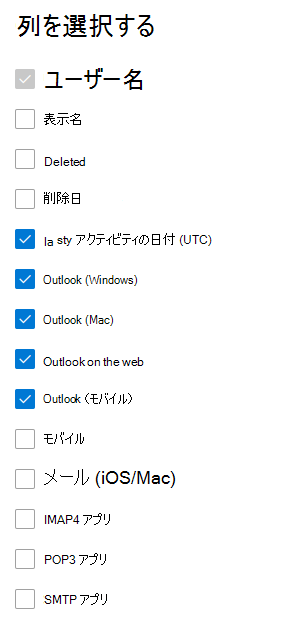 列を選択する
ユーザー名
表示名
Deleted
削除日
la sty アクティビティの日付 (UTC)
Outlook (Windows)
Outlook (Mac)
Outlook on the web
Outlook (モバイル)
モバイル
メール (iOS/Mac)
IMAP4 アプリ
POP3 アプリ
SMTP アプリ